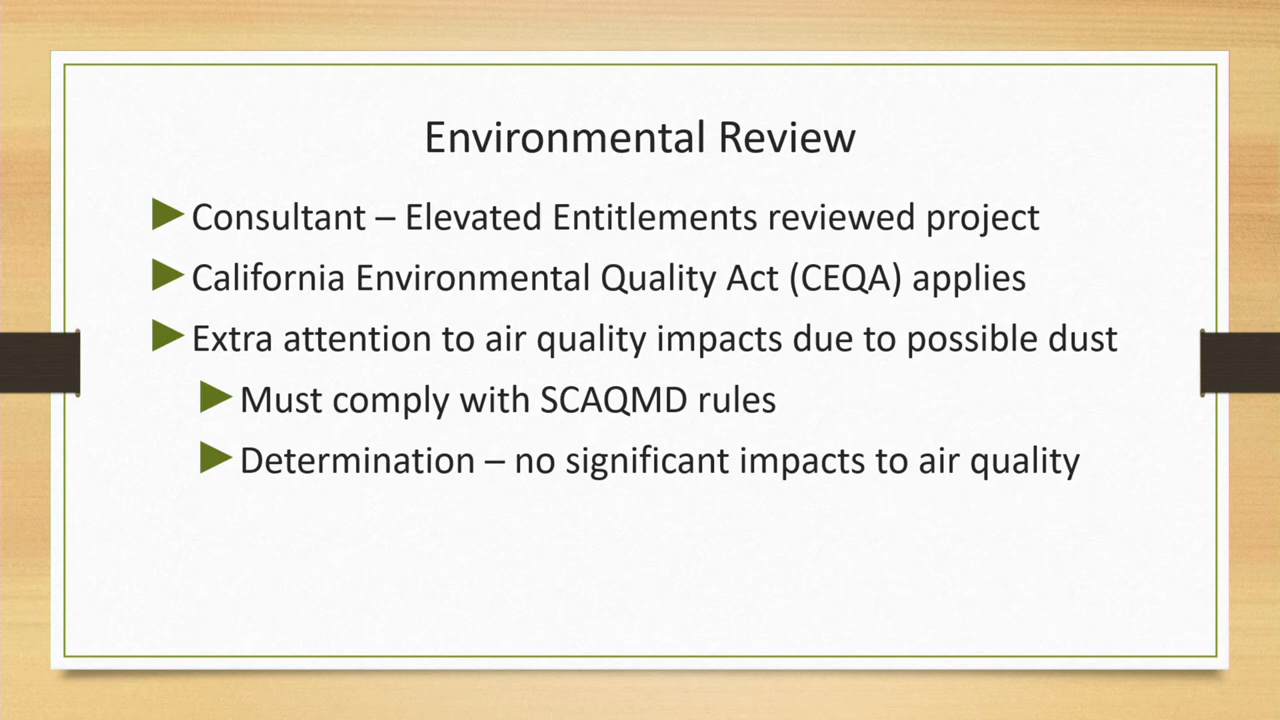 Environmental Review
Consultant – Elevated Entitlements reviewed project
California Environmental Quality Act (CEQA) applies
Extra attention to air quality impacts due to possible dust
Must comply with SCAQMD rules
Determination – no significant impacts to air quality